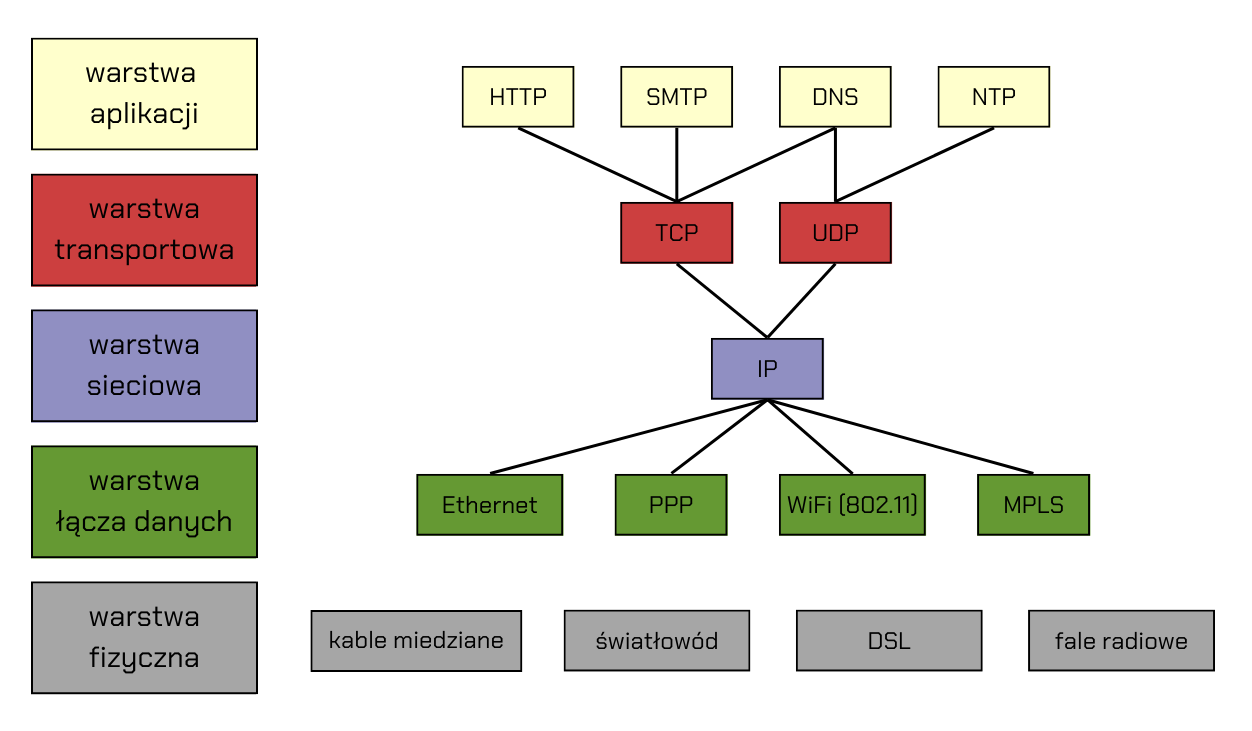 warstwa
aplikacji
HTTP
SMTP
DNS
NTP
warstwa
transportowa
TCP
UDP
warstwa
sieciowa
IP
warstwa
łącza danych
Ethernet
PPP
WiFi (802.11)
MPLS
warstwa
fizyczna
kable miedziane
światłowód
DSL
fale radiowe